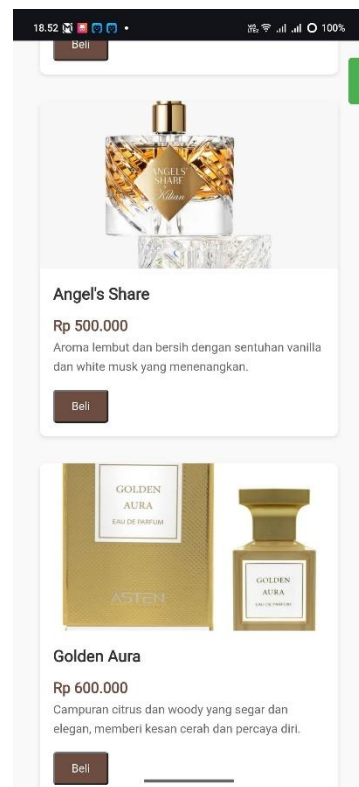 18.52
100%
Beli
ANGELS'
SHARE
Kilian
Angel's Share
Rp 500.000
Aroma lembut dan bersih dengan sentuhan vanilla
dan white musk yang menenangkan.
Beli
GOLDEN
AURA
EAU DE PARFUM
ASTEN
GOLDEN
AURA
EAU DE PARFUM
Golden Aura
Rp 600.000
Campuran citrus dan woody yang segar dan
elegan, memberi kesan cerah dan percaya diri.
Beli